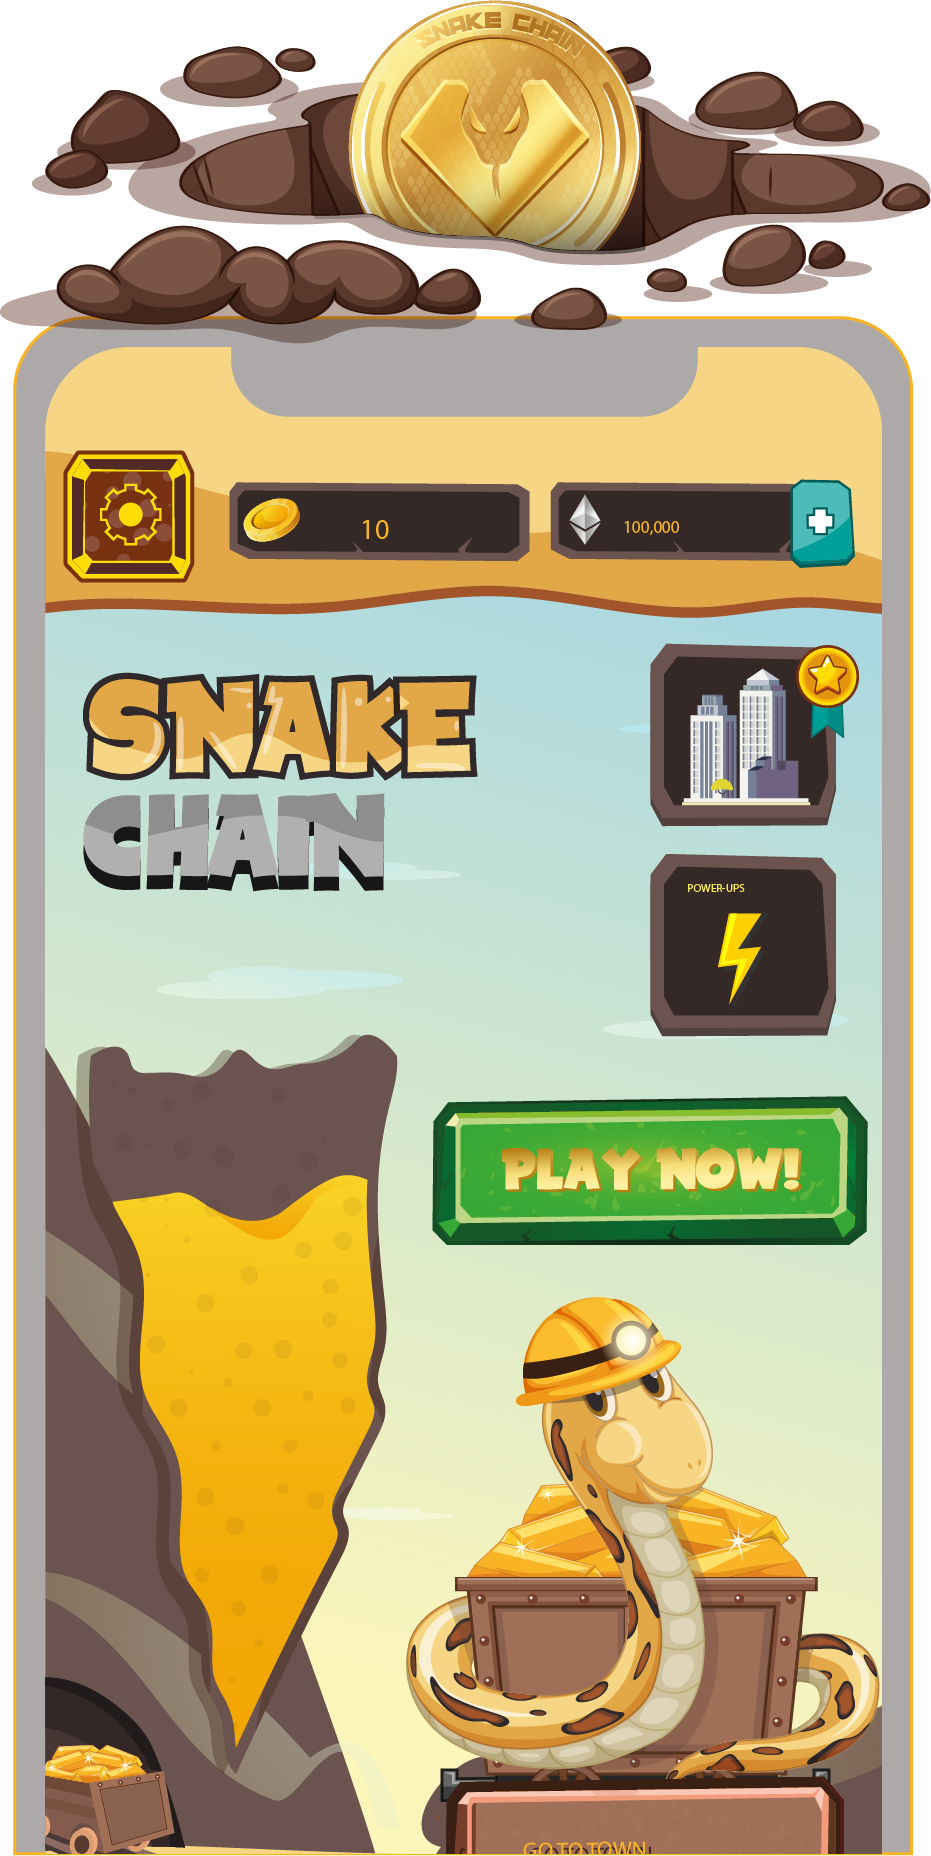 SNAKE CHAIN
10
100,000
SNAKE
CHAIN
POWER-UPS
PLAY NOW!
GO TO TOWN